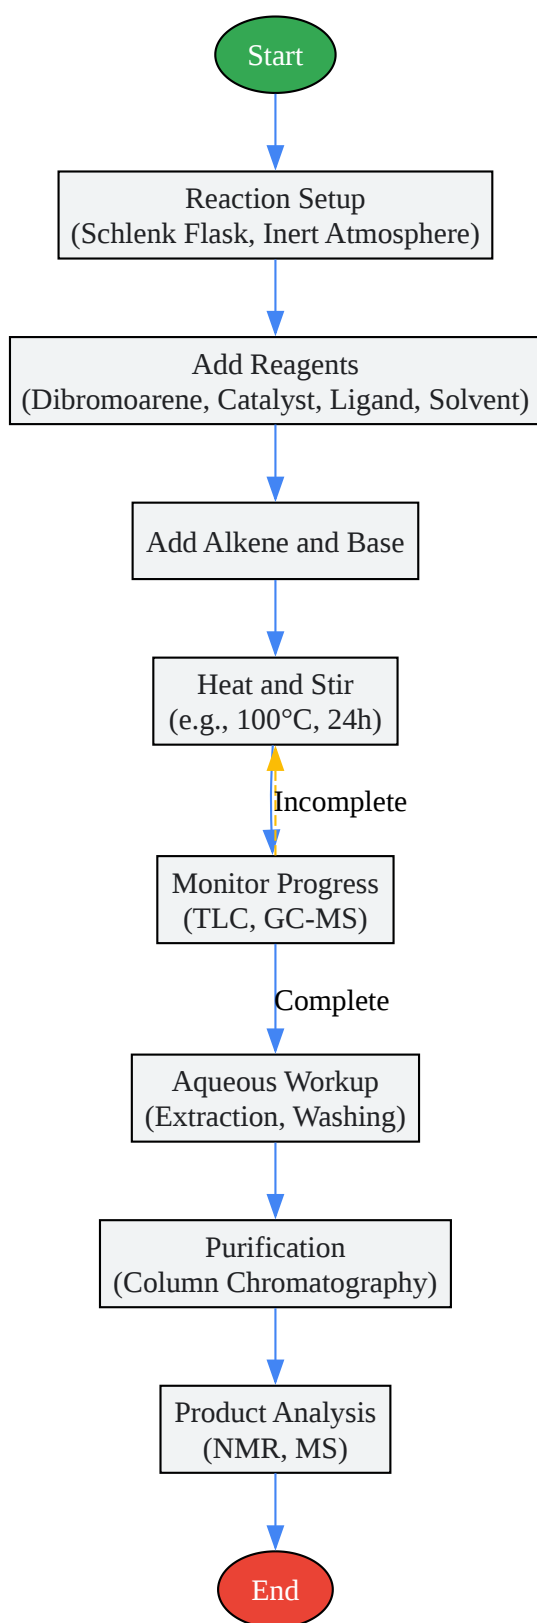 Start
Reaction Setup
(Schlenk Flask, Inert Atmosphere)
Add Reagents
(Dibromoarene, Catalyst, Ligand, Solvent)
Add Alkene and Base
Heat and Stir
(e.g., 100°C, 24h)
Incomplete
Monitor Progress
(TLC, GC-MS)
Complete
Aqueous Workup
(Extraction, Washing)
Purification
(Column Chromatography)
Product Analysis
(NMR, MS)
End